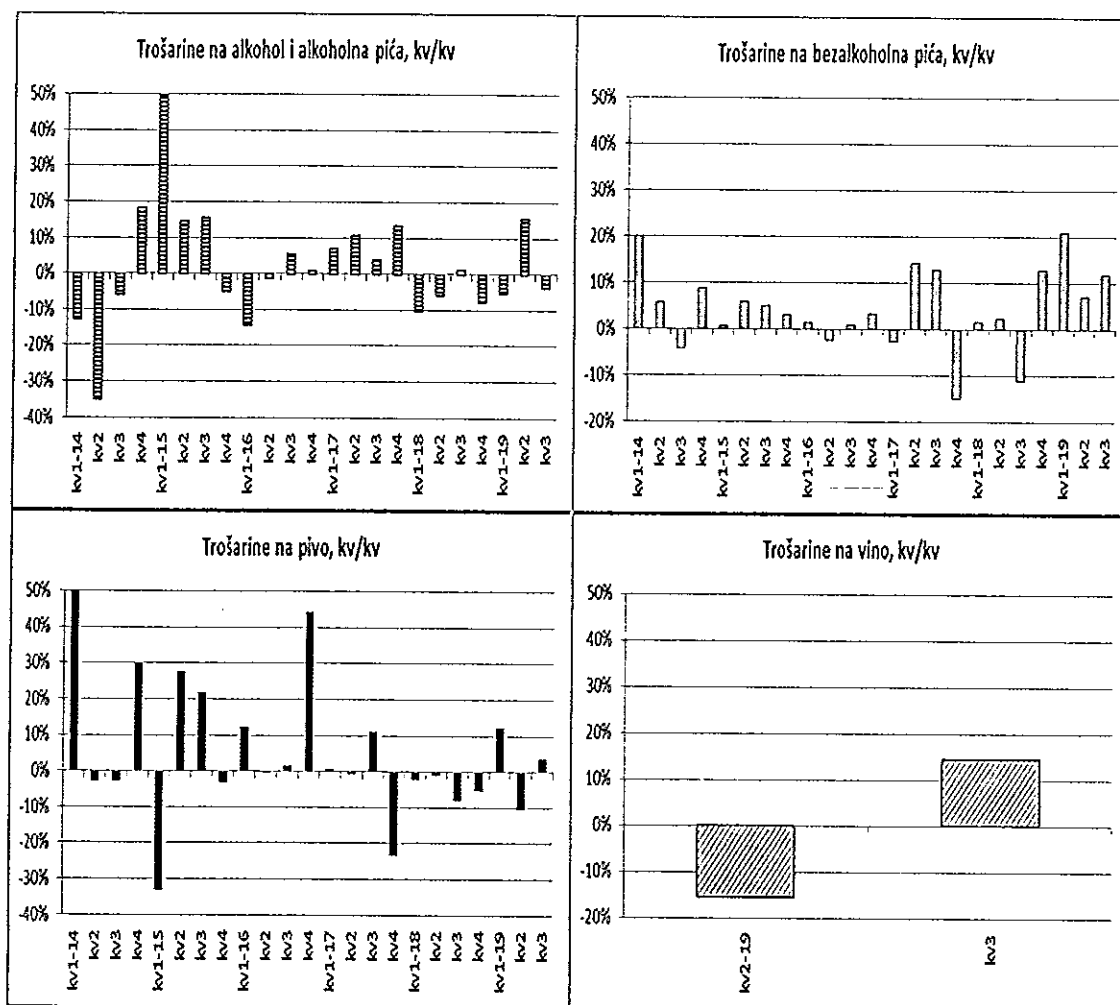 Trošarine na alkohol i alkoholna pića, kv/kv
50%
40%
30%
20%
10%
0%
-10%
-20%
-30%
-40%
kv1-14
kv2
kv3
kv4
kv1-15
kv2
kv3
kv4
kv1-16
kv2
kv3
kv4
kv1-17
kv2
kv3
kv4
kv1-18
kv2
kv3
kv4
kv1-19
kv2
kv3
Trošarine na bezalkoholna pića, kv/kv
50%
40%
30%
20%
10%
0%
-10%
-20%
kv1-14
kv2
kv3
kv4
kv1-15
kv2
kv3
kv4
kv1-16
kv2
kv3
kv4
kv1-17
kv2
kv3
kv4
kv1-18
kv2
kv3
kv4
kv1-19
kv2
kv3
Trošarine na pivo, kv/kv
50%
40%
30%
20%
10%
0%
-10%
-20%
-30%
-40%
kv1-14
kv2
kv3
kv4
kv1-15
kv2
kv3
kv4
kv1-16
kv2
kv3
kv4
kv1-17
kv2
kv3
kv4
kv1-18
kv2
kv3
kv4
kv1-19
kv2
kv3
Trošarine na vino, kv/kv
50%
40%
30%
20%
10%
0%
-10%
-20%
kv2-19
kv3